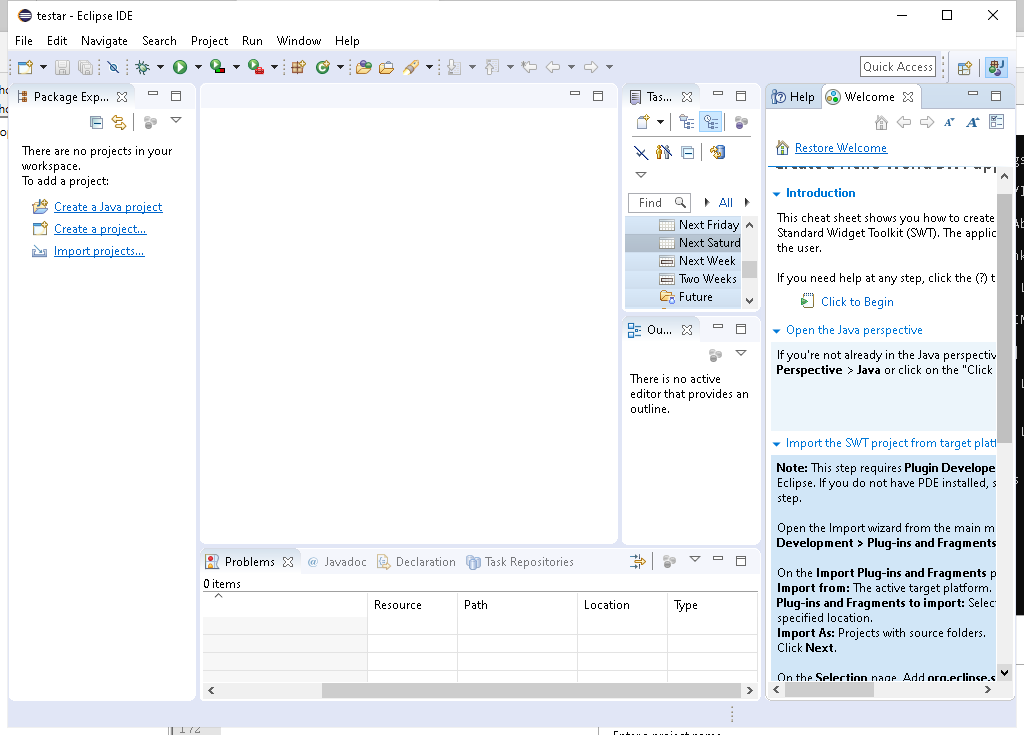 testar - Eclipse IDE
File Edit Navigate Search Project Run Window Help
Quick Access
Package Exp...
There are no projects in your
workspace.
To add a project:
Create a Java project
Create a project...
Import projects...
Tas...
Find
All
Next Friday
Next Saturd
Next Week
Two Weeks
Future
Ou...
There is no active
editor that provides an
outline.
Help
Welcome
Restore Welcome
Introduction
This cheat sheet shows you how to create
Standard Widget Toolkit (SWT). The applic
the user.
If you need help at any step, click the (?) t
Click to Begin
Open the Java perspective
If you're not already in the Java perspectiv
Perspective > Java or click on the "Click
Import the SWT project from target platf
Note: This step requires Plugin Develope
Eclipse. If you do not have PDE installed, s
step.
Open the Import wizard from the main m
Development > Plug-ins and Fragments
On the Import Plug-ins and Fragments p
Import from: The active target platform.
Plug-ins and Fragments to import: Selec
specified location.
Import As: Projects with source folders.
Click Next.
On the Selection page, Add org.eclipse.s
Problems
@ Javadoc
Declaration
Task Repositories
0 items
Resource Path Location Type
172